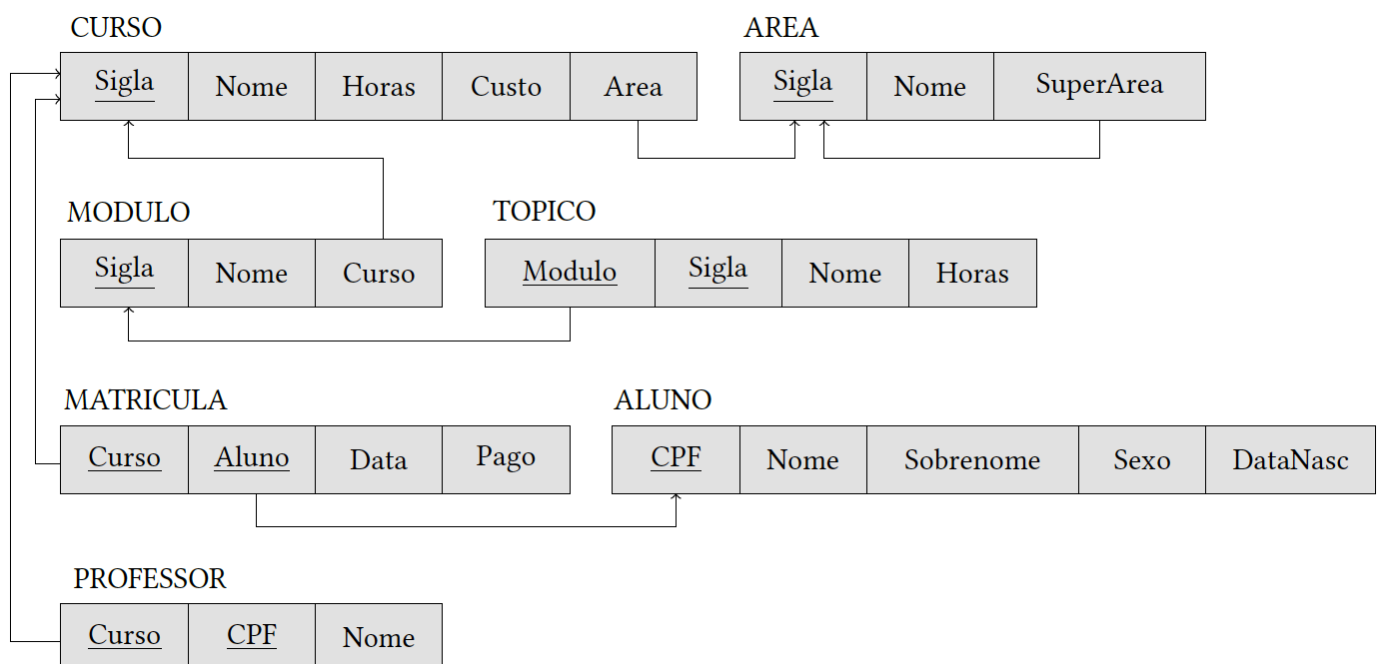 CURSO AREA
Sigla Nome Horas Custo Area Sigla Nome SuperArea
MODULO TOPICO
Sigla Nome Curso Modulo Sigla Nome Horas
MATRICULA ALUNO
Curso Aluno Data Pago CPF Nome Sobrenome Sexo DataNasc
PROFESSOR
Curso CPF Nome